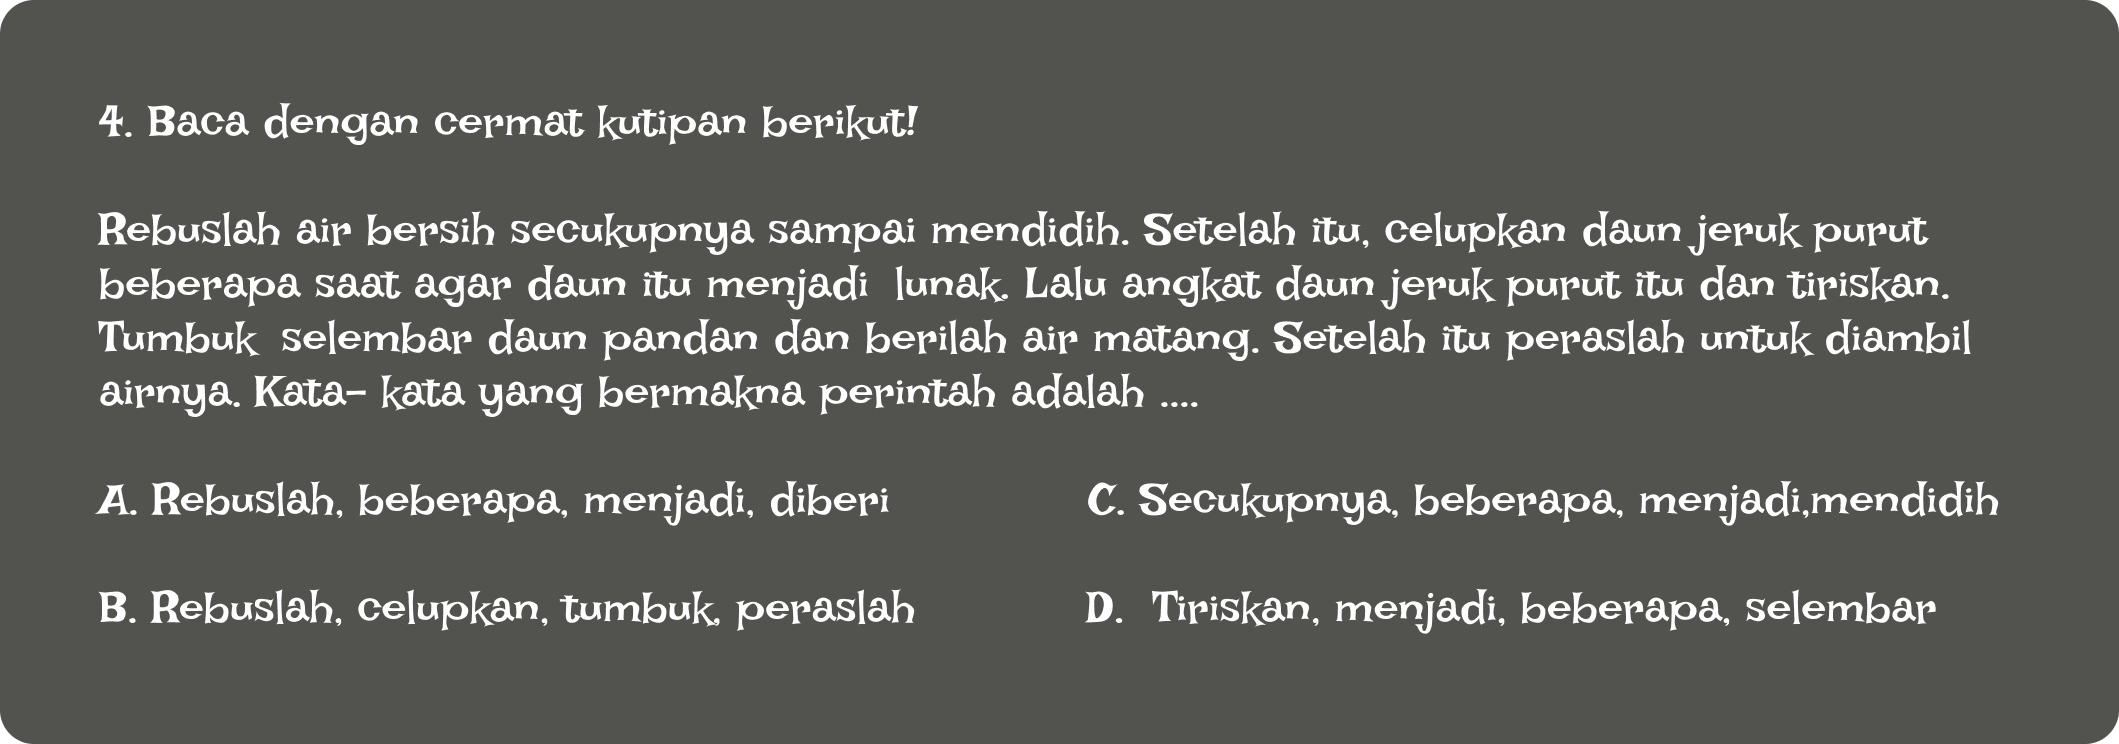 4. Baca dengan cermat kutipan berikut!
Rebuslah air bersih secukupnya sampai mendidih. Setelah itu, celupkan daun jeruk purut
beberapa saat agar daun itu menjadi  lunak. Lalu angkat daun jeruk purut itu dan tiriskan.
Tumbuk  selembar daun pandan dan berilah air matang. Setelah itu peraslah untuk diambil
airnya. Kata- kata yang bermakna perintah adalah ....
A. Rebuslah, beberapa, menjadi, diberi
B. Rebuslah, celupkan, tumbuk, peraslah
C. Secukupnya, beberapa, menjadi,mendidih
D.  Tiriskan, menjadi, beberapa, selembar